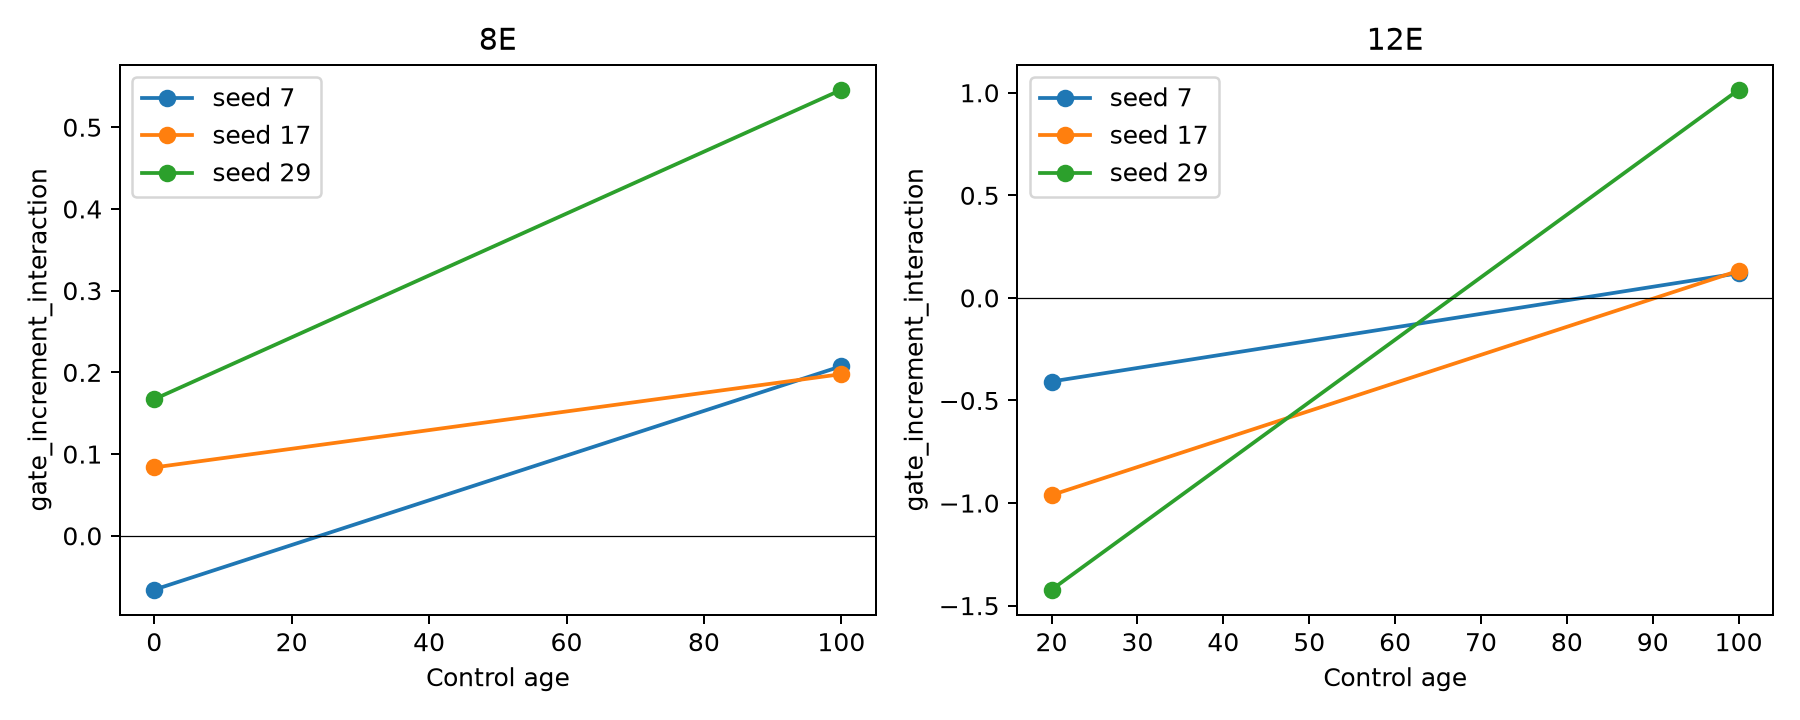 8E
seed 7
seed 17
seed 29
gate_increment_interaction
0.5
0.4
0.3
0.2
0.1
0.0
0 20 40 60 80 100
Control age
12E
seed 7
seed 17
seed 29
gate_increment_interaction
1.0
0.5
0.0
−0.5
−1.0
−1.5
20 30 40 50 60 70 80 90 100
Control age